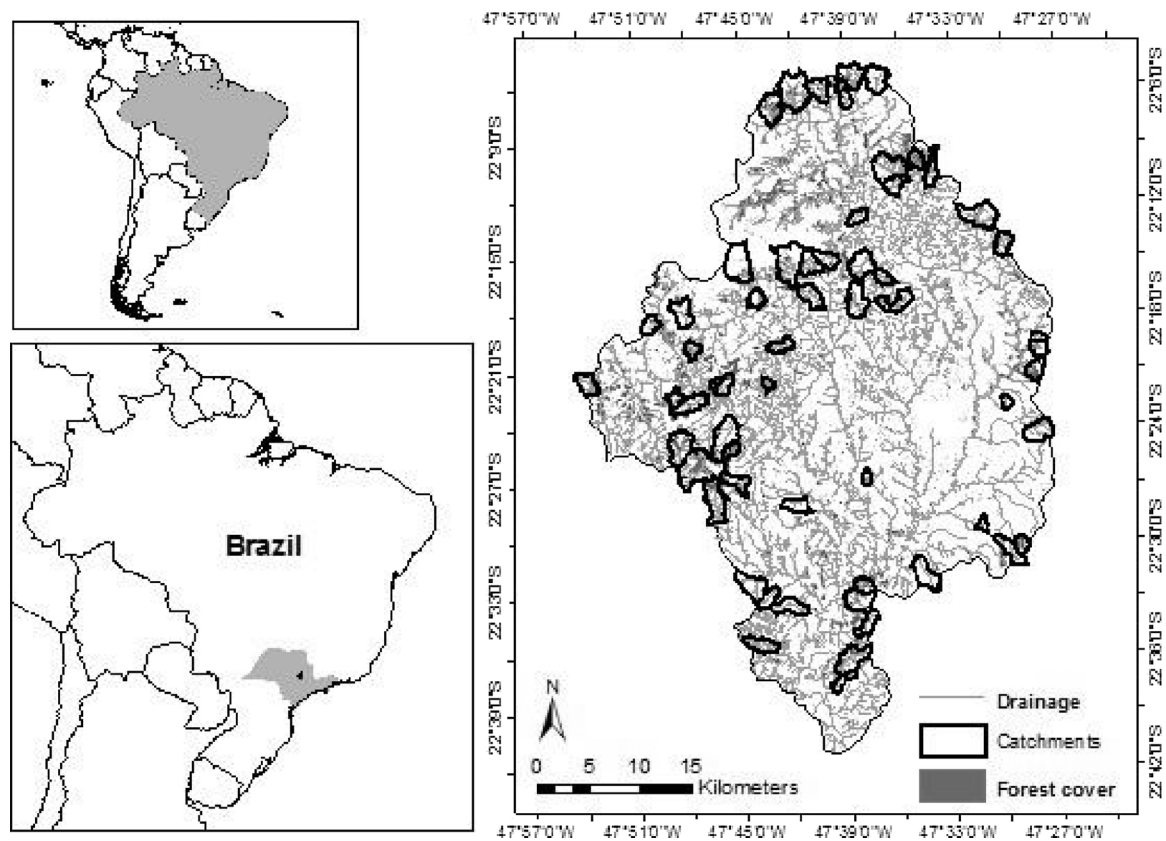 47°57'0"W 47°51'0"W 47°45'0"W 47°39'0"W 47°33'0"W 47°27'0"W
22°6'0"S
22°9'0"S
22°12'0"S
22°15'0"S
22°18'0"S
22°21'0"S
22°24'0"S
22°27'0"S
22°30'0"S
22°33'0"S
22°36'0"S
22°39'0"S
22°42'0"S
Brazil
N
0 5 10 15
Kilometers
Drainage
Catchments
Forest cover
47°57'0"W 47°51'0"W 47°45'0"W 47°39'0"W 47°33'0"W 47°27'0"W